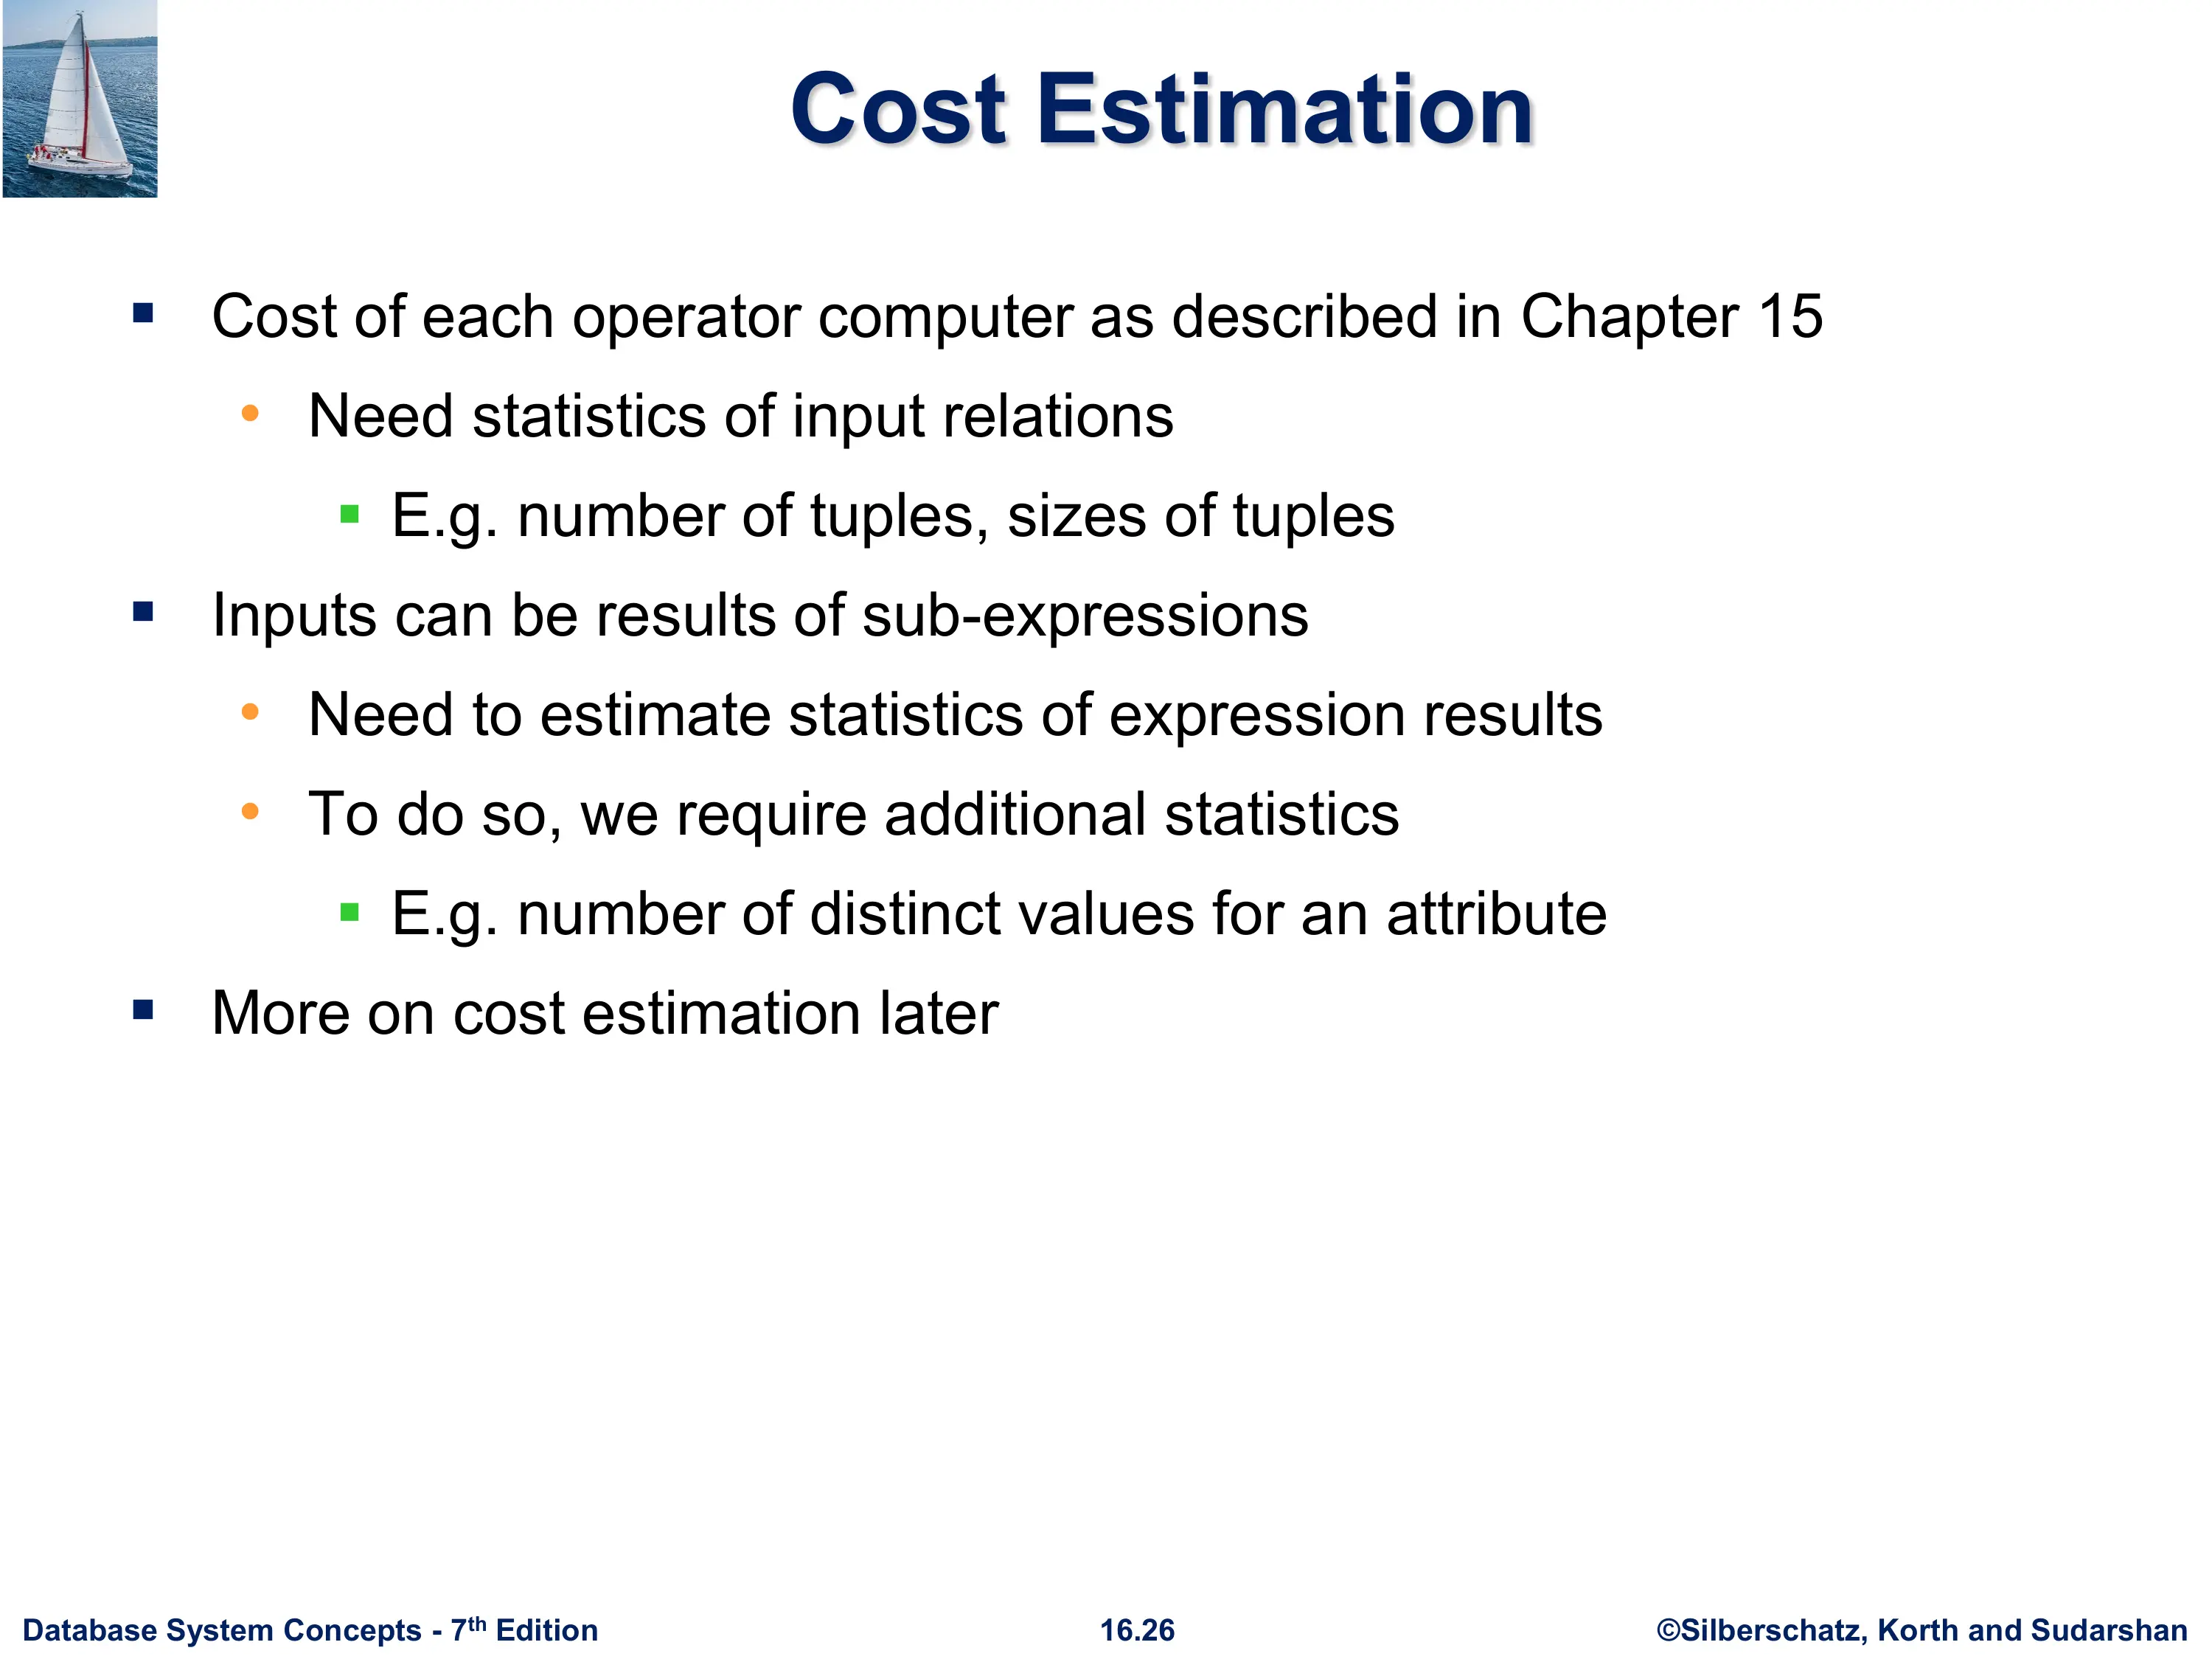 Cost Estimation
▪ Cost of each operator computer as described in Chapter 15
• Need statistics of input relations
▪ E.g. number of tuples, sizes of tuples
▪ Inputs can be results of sub-expressions
• Need to estimate statistics of expression results
• To do so, we require additional statistics
▪ E.g. number of distinct values for an attribute
▪ More on cost estimation later
Database System Concepts - 7th Edition 16.26 ©Silberschatz, Korth and Sudarshan